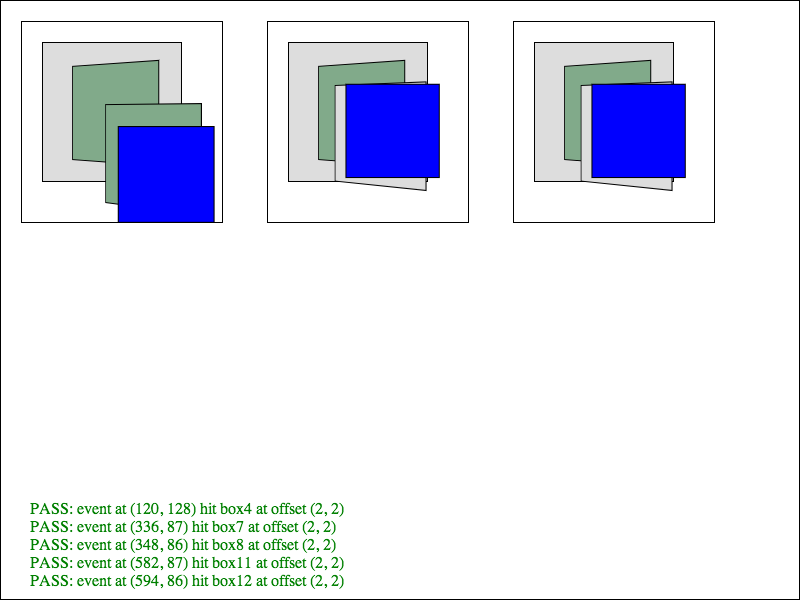 PASS: event at (120, 128) hit box4 at offset (2, 2)
PASS: event at (336, 87) hit box7 at offset (2, 2)
PASS: event at (348, 86) hit box8 at offset (2, 2)
PASS: event at (582, 87) hit box11 at offset (2, 2)
PASS: event at (594, 86) hit box12 at offset (2, 2)